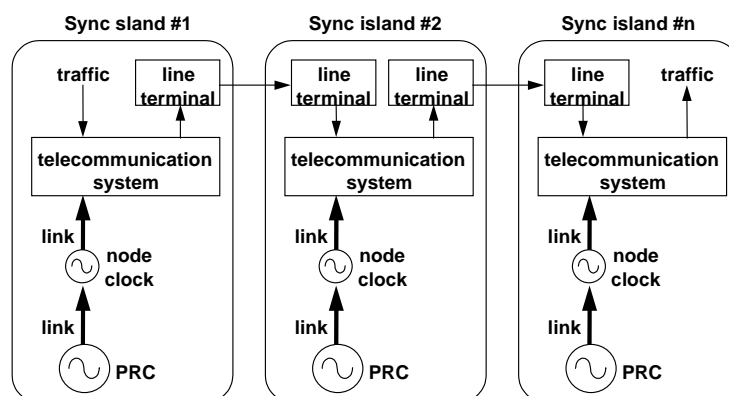 Sync sland #1
Sync island #2
Sync island #n
traffic
line
terminal
telecommunication
system
link
node
clock
link
PRC
line
terminal
line
terminal
telecommunication
system
link
node
clock
link
PRC
line
terminal
traffic
telecommunication
system
link
node
clock
link
PRC